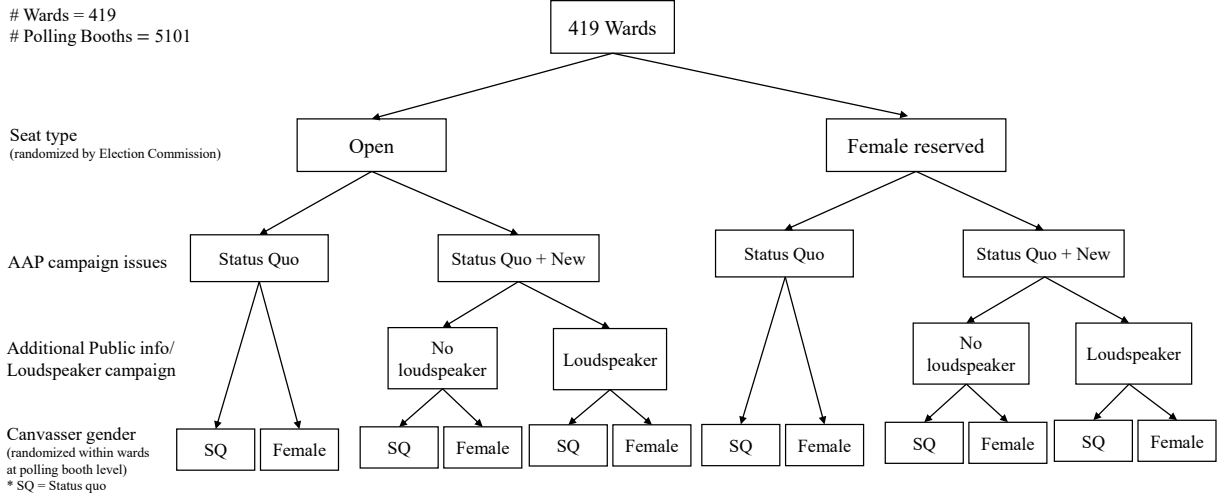 # Wards = 419
# Polling Booths = 5101
419 Wards
Seat type
(randomized by Election Commission)
Open
Female reserved
AAP campaign issues
Status Quo
Status Quo + New
Status Quo
Status Quo + New
Additional Public info/
Loudspeaker campaign
No
loudspeaker
Loudspeaker
No
loudspeaker
Loudspeaker
Canvasser gender
(randomized within wards
at polling booth level)
* SQ = Status quo
SQ
Female
SQ
Female
SQ
Female
SQ
Female
SQ
Female
SQ
Female